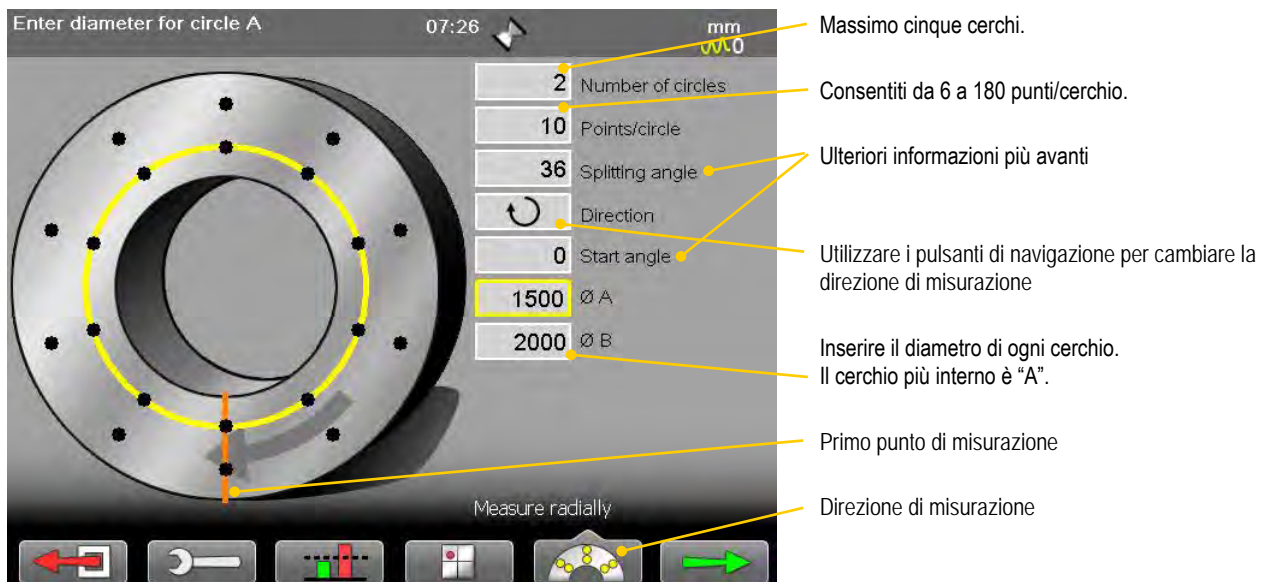 Enter diameter for circle A
07:26
mm
0
2 Number of circles
10 Points/circle
36 Splitting angle
Direction
0 Start angle
1500 Ø A
2000 Ø B
Measure radially
Massimo cinque cerchi.
Consentiti da 6 a 180 punti/cerchio.
Ulteriori informazioni più avanti
Utilizzare i pulsanti di navigazione per cambiare la
direzione di misurazione
Inserire il diametro di ogni cerchio.
Il cerchio più interno è “A”.
Primo punto di misurazione
Direzione di misurazione